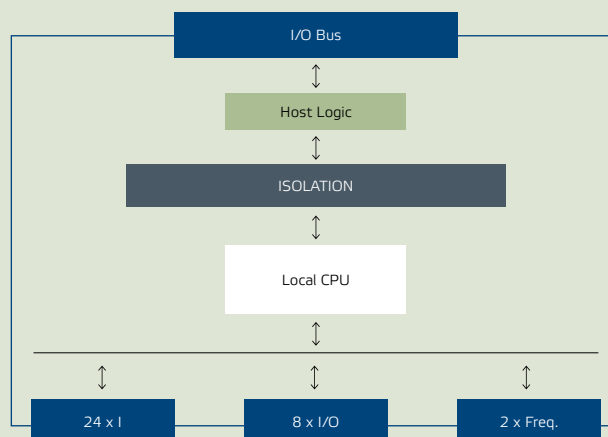 I/O Bus
Host Logic
ISOLATION
Local CPU
24 x I
8 x I/O
2 x Freq.